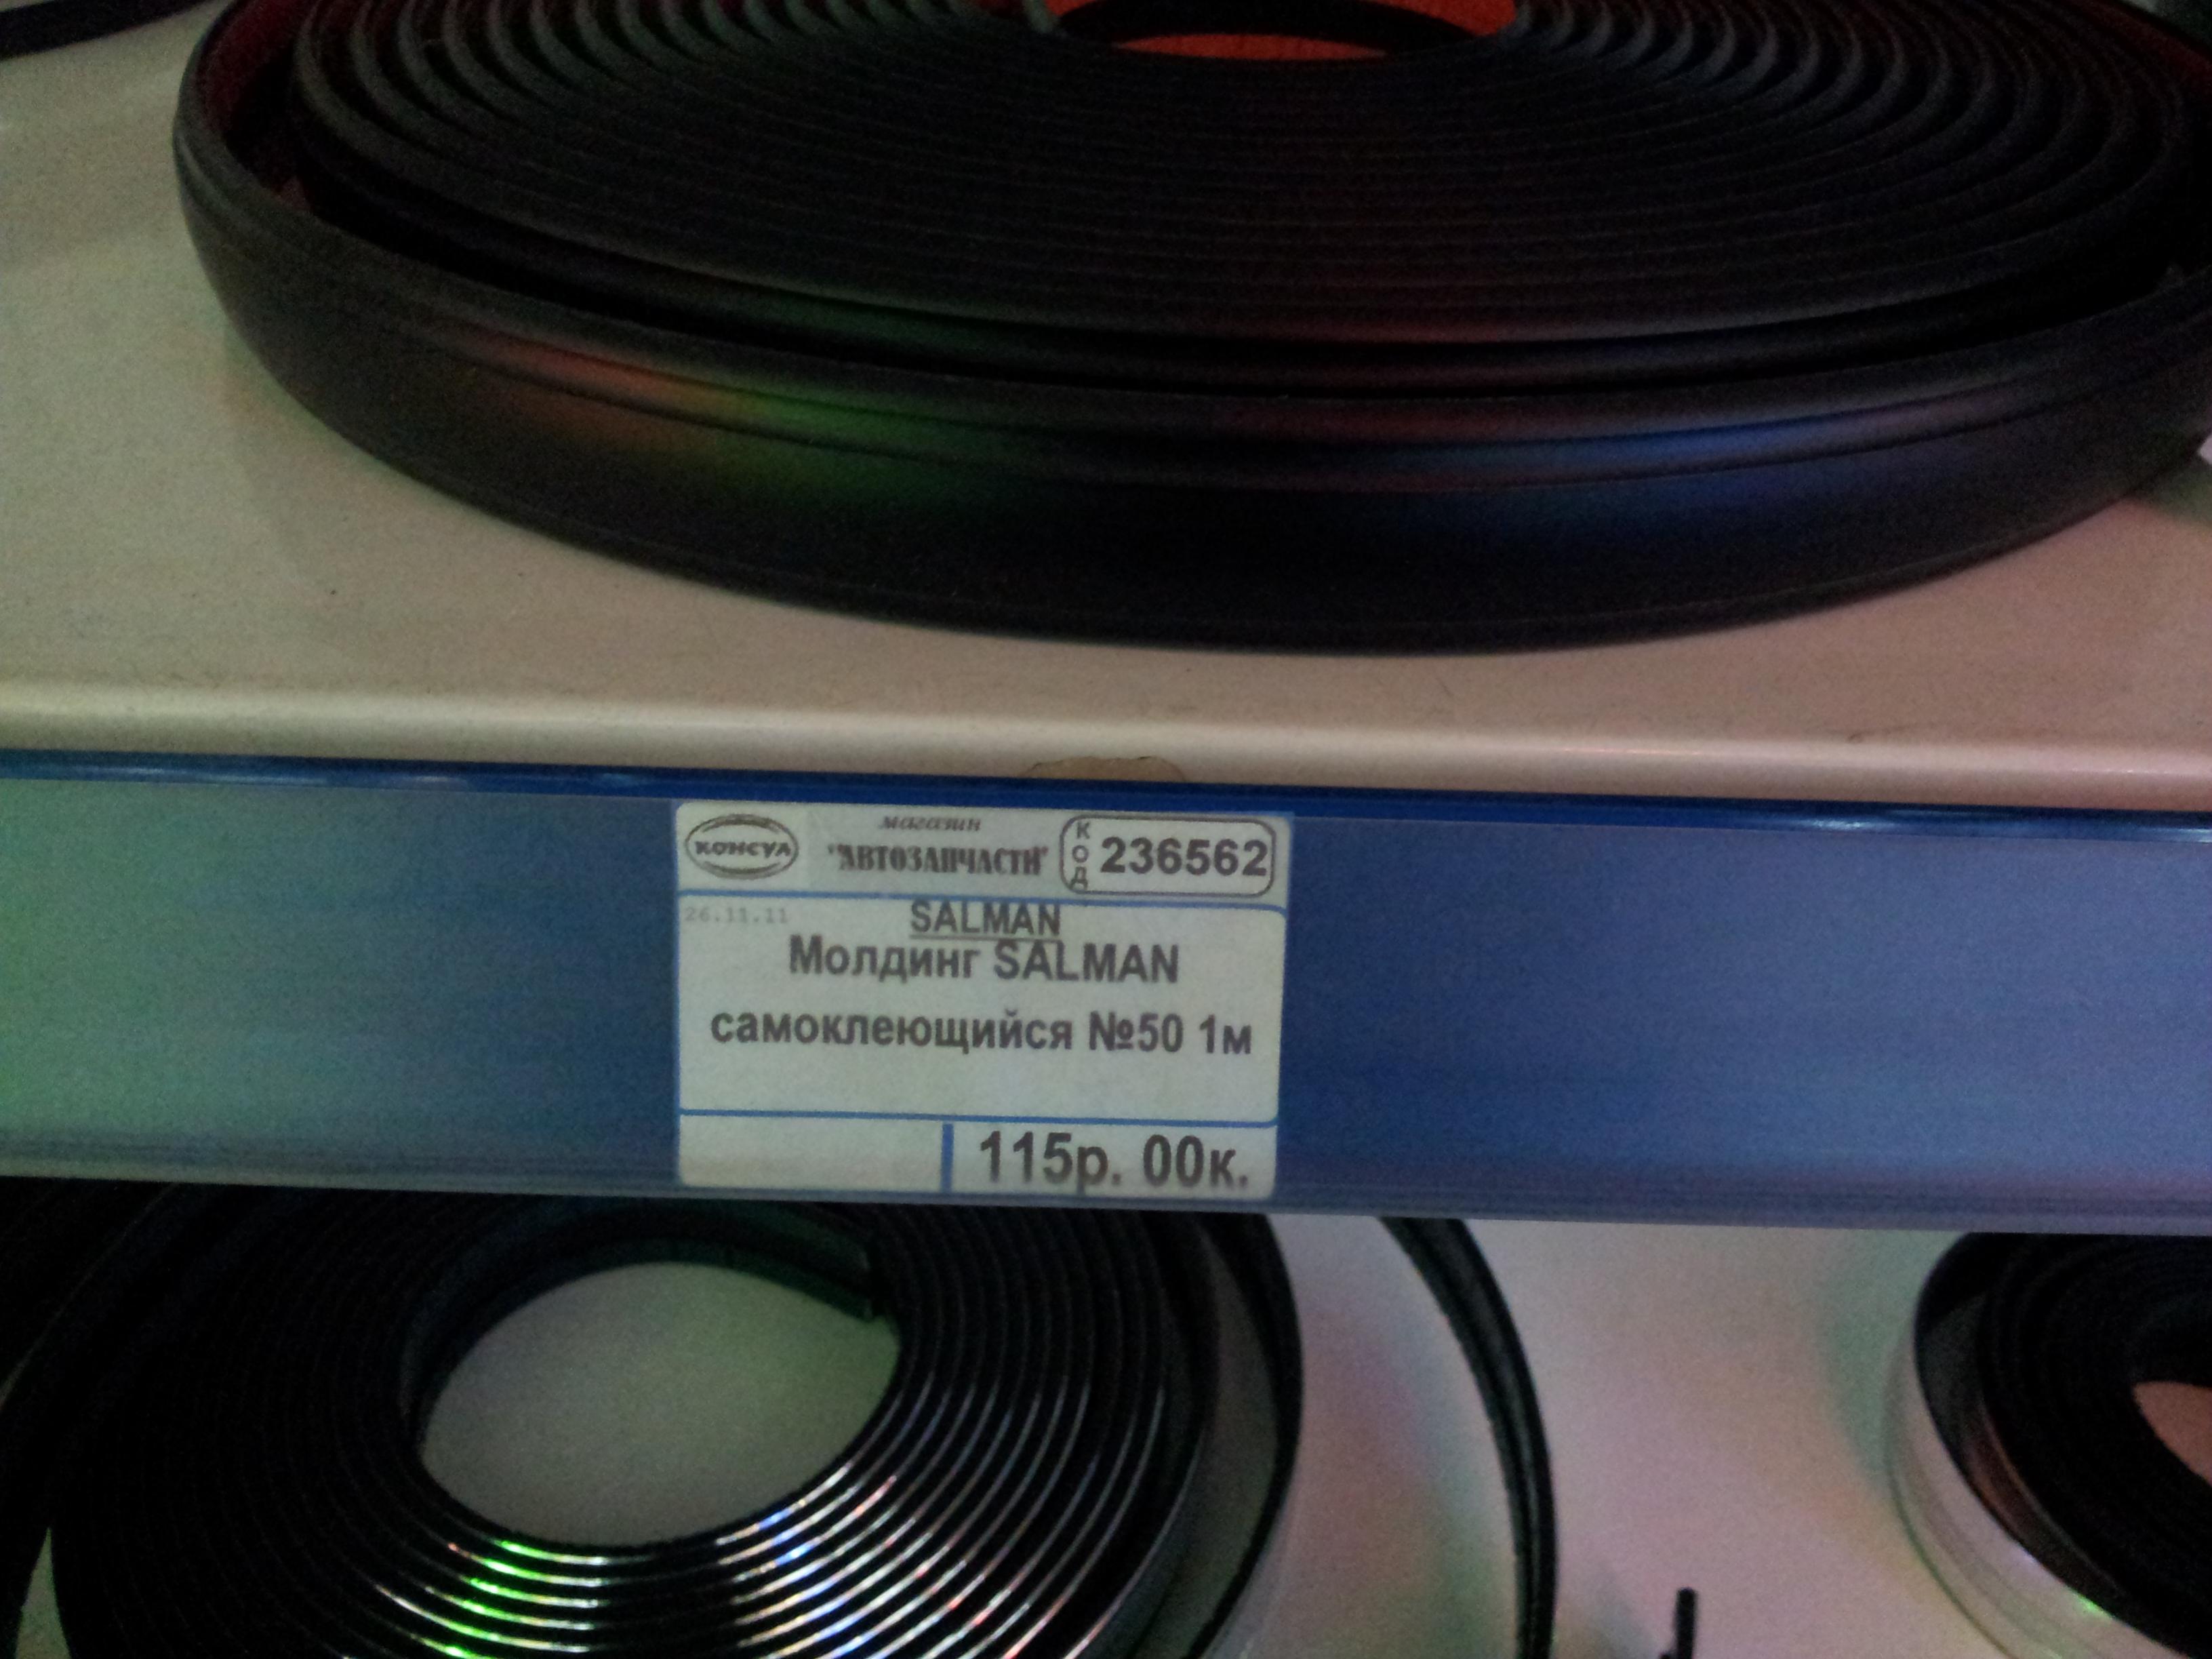 КОНСУЛ
магазин
"АВТОЗАПЧАСТИ"
КОД 236562
26.11.11
SALMAN
Молдинг SALMAN
самоклеющийся №50 1м
115р. 00к.